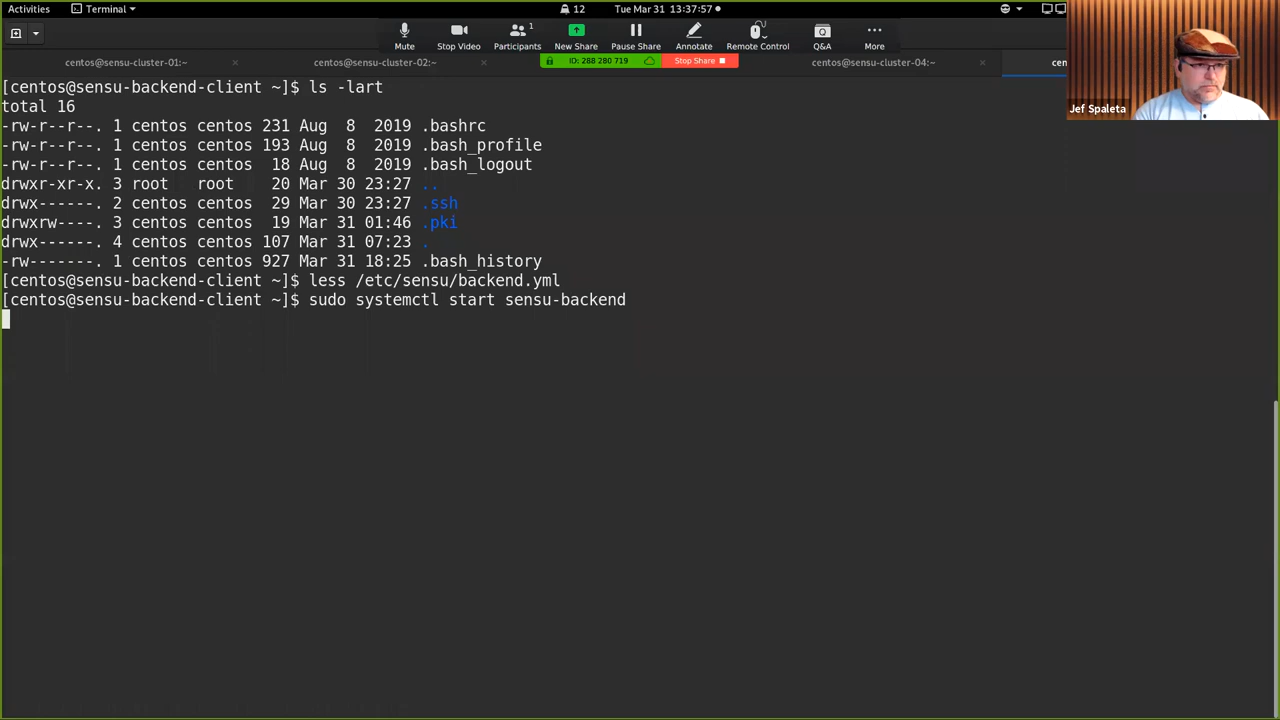 Activities
Terminal
12
Tue Mar 31 13:37:57
Mute
Stop Video
Participants
1
New Share
Pause Share
Annotate
Remote Control
Q&A
More
centos@sensu-cluster-01:~
centos@sensu-cluster-02:~
ID: 288 280 719
Stop Share
centos@sensu-cluster-04:~
cen
Jef Spaleta
[centos@sensu-backend-client ~]$ ls -lart
total 16
-rw-r--r--. 1 centos centos 231 Aug  8  2019 .bashrc
-rw-r--r--. 1 centos centos 193 Aug  8  2019 .bash_profile
-rw-r--r--. 1 centos centos  18 Aug  8  2019 .bash_logout
drwxr-xr-x. 3 root   root    20 Mar 30 23:27 ..
drwx------. 2 centos centos  29 Mar 30 23:27 .ssh
drwxrw----. 3 centos centos  19 Mar 31 01:46 .pki
drwx------. 4 centos centos 107 Mar 31 07:23 .
-rw-------. 1 centos centos 927 Mar 31 18:25 .bash_history
[centos@sensu-backend-client ~]$ less /etc/sensu/backend.yml
[centos@sensu-backend-client ~]$ sudo systemctl start sensu-backend